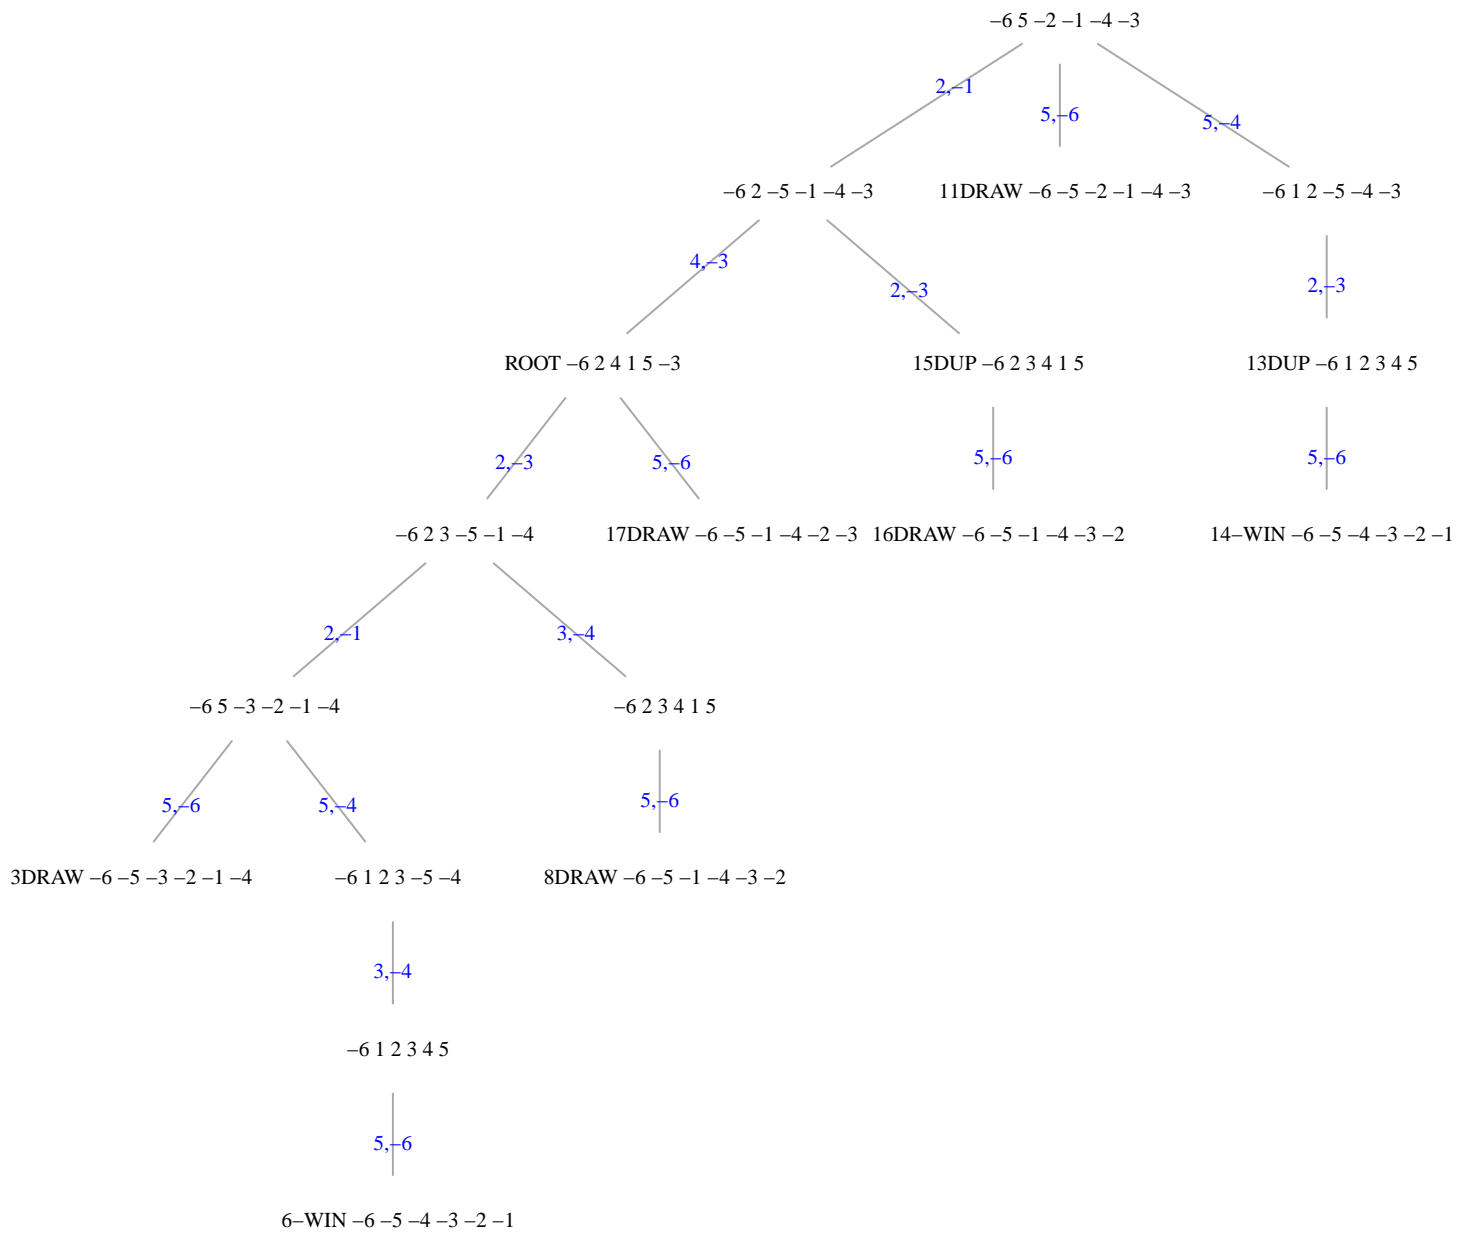 –6 5 –2 –1 –4 –3
2,–1
5,–6
5,–4
–6 2 –5 –1 –4 –3
11DRAW –6 –5 –2 –1 –4 –3
–6 1 2 –5 –4 –3
4,–3
2,–3
2,–3
ROOT –6 2 4 1 5 –3
15DUP –6 2 3 4 1 5
13DUP –6 1 2 3 4 5
2,–3
5,–6
5,–6
5,–6
–6 2 3 –5 –1 –4
17DRAW –6 –5 –1 –4 –2 –3
16DRAW –6 –5 –1 –4 –3 –2
14–WIN –6 –5 –4 –3 –2 –1
2,–1
3,–4
–6 5 –3 –2 –1 –4
–6 2 3 4 1 5
5,–6
5,–4
5,–6
3DRAW –6 –5 –3 –2 –1 –4
–6 1 2 3 –5 –4
8DRAW –6 –5 –1 –4 –3 –2
3,–4
–6 1 2 3 4 5
5,–6
6–WIN –6 –5 –4 –3 –2 –1